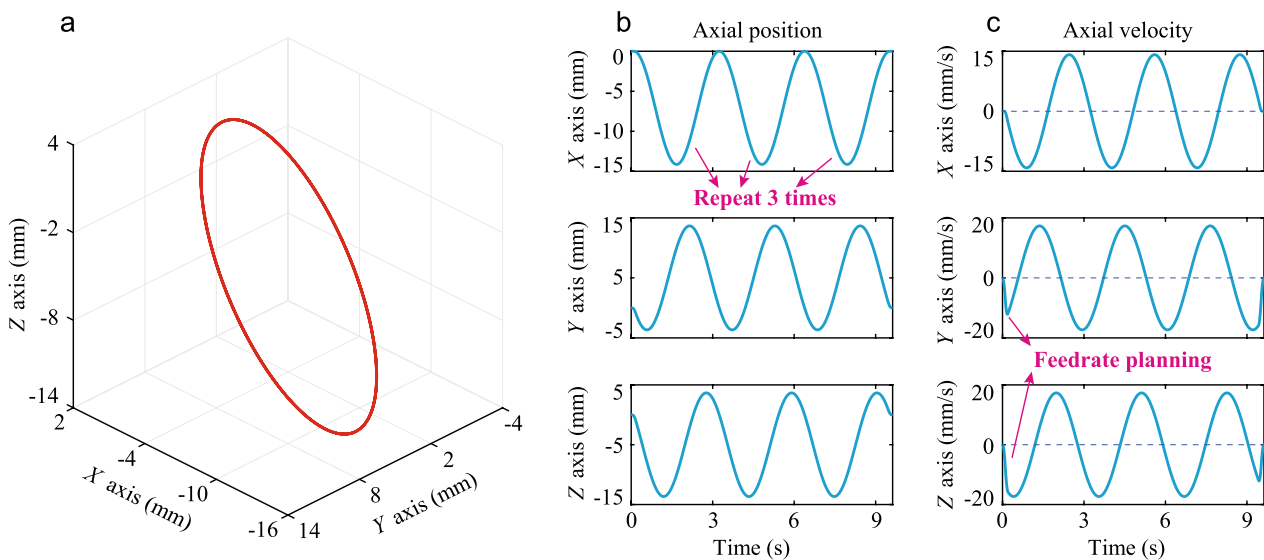 a
4
-2
-8
-14
Z axis (mm)
2
-4
-10
-16
X axis (mm)
14
8
2
-4
Y axis (mm)
b
Axial position
0
-5
-10
-15
X axis (mm)
Repeat 3 times
15
5
-5
Y axis (mm)
5
-5
-15
Z axis (mm)
0 3 6 9
Time (s)
c
Axial velocity
15
0
-15
X axis (mm/s)
20
0
-20
Y axis (mm/s)
Feedrate planning
20
0
-20
Z axis (mm/s)
0 3 6 9
Time (s)